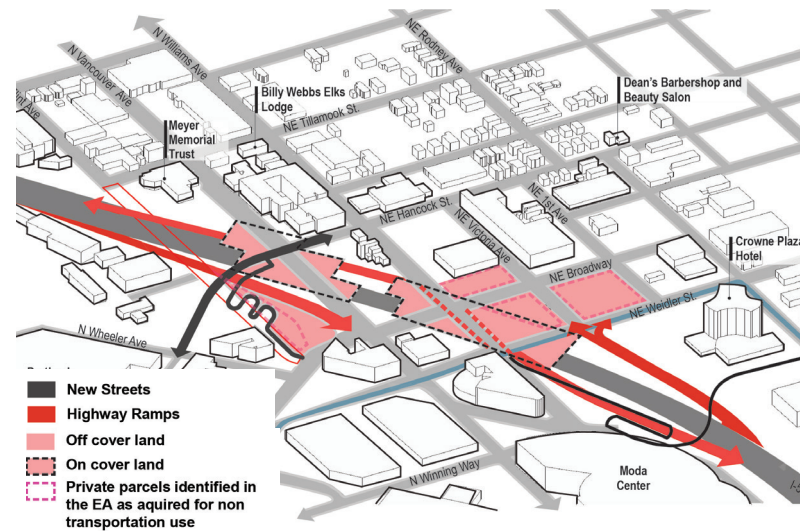 N Williams Ave
N Vancouver Ave
NE Rodney Ave
Billy Webbs Elks
Lodge
Dean's Barbershop and
Beauty Salon
NE Tillamook St.
Meyer
Memorial
Trust
NE Hancock St.
NE Victoria Ave
NE 1st Ave
NE Broadway
Crowne Plaza
Hotel
NE Weidler St.
N Wheeler Ave
New Streets
Highway Ramps
Off cover land
On cover land
Private parcels identified in
the EA as aquired for non
transportation use
N Winning Way
Moda
Center